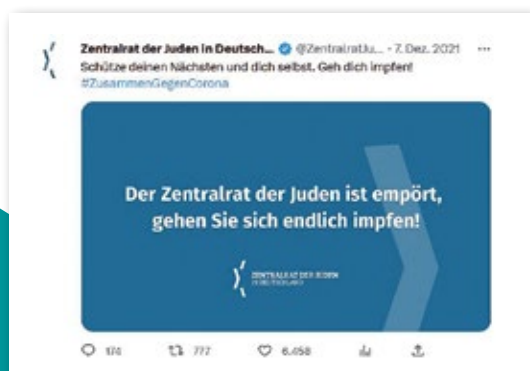 Zentralrat der Juden in Deutsch... @ZentralratJu... · 7. Dez. 2021 ···
Schütze deinen Nächsten und dich selbst. Geh dich impfen!
#ZusammenGegenCorona
Der Zentralrat der Juden ist empört,
gehen Sie sich endlich impfen!
ZENTRALRAT DER JUDEN
IN DEUTSCHLAND
174 777 6.458